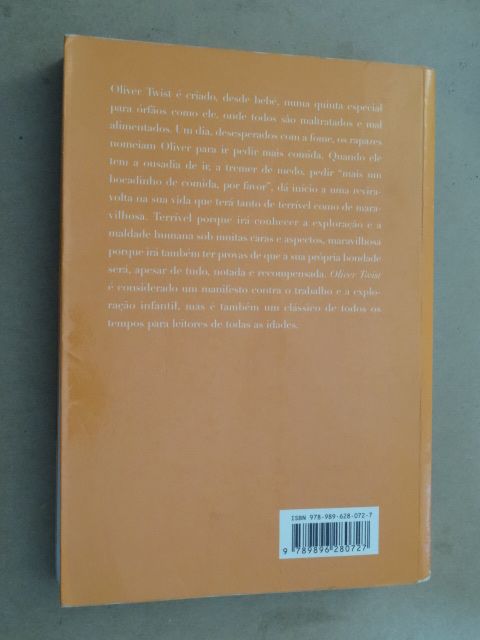 Oliver Twist é criado, desde bebé, numa quinta especial
para órfãos como ele, onde todos são maltratados e mal
alimentados. Um dia, desesperados com a fome, os rapazes
nomeiam Oliver para ir pedir mais comida. Quando ele
tem a ousadia de ir, a tremer de medo, pedir “mais um
bocadinho de comida, por favor”, dá início a uma revira-
volta na sua vida que terá tanto de terrível como de mara-
vilhosa. Terrível porque irá conhecer a exploração e a
maldade humana sob muitas caras e aspectos, maravilhosa
porque irá também ter provas de que a sua própria bondade
será, apesar de tudo, notada e recompensada. Oliver Twist
é considerado um manifesto contra o trabalho e a explo-
ração infantil, mas é também um clássico de todos os
tempos para leitores de todas as idades.
ISBN 978-989-628-072-7
9 789896 280727